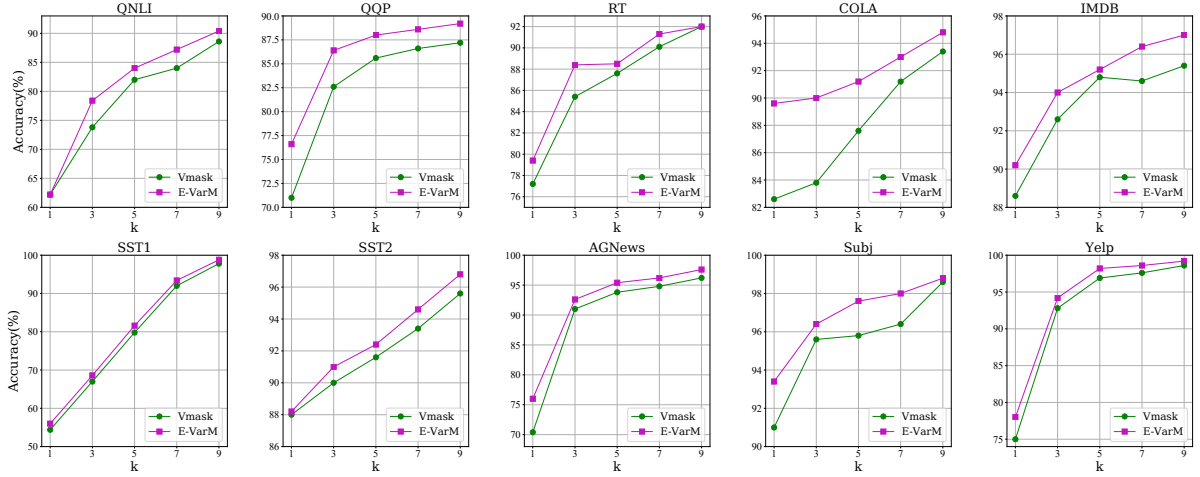 QNLI
Accuracy(%)
90
85
80
75
70
65
60
1 3 5 7 9
k
Vmask
E-VarM
QQP
90.0
87.5
85.0
82.5
80.0
77.5
75.0
72.5
70.0
1 3 5 7 9
k
Vmask
E-VarM
RT
92
90
88
86
84
82
80
78
76
1 3 5 7 9
k
Vmask
E-VarM
COLA
96
94
92
90
88
86
84
82
1 3 5 7 9
k
Vmask
E-VarM
IMDB
98
96
94
92
90
88
1 3 5 7 9
k
Vmask
E-VarM
SST1
Accuracy(%)
100
90
80
70
60
50
1 3 5 7 9
k
Vmask
E-VarM
SST2
98
96
94
92
90
88
86
1 3 5 7 9
k
Vmask
E-VarM
AGNews
100
95
90
85
80
75
70
1 3 5 7 9
k
Vmask
E-VarM
Subj
100
98
96
94
92
90
1 3 5 7 9
k
Vmask
E-VarM
Yelp
100
95
90
85
80
75
1 3 5 7 9
k
Vmask
E-VarM